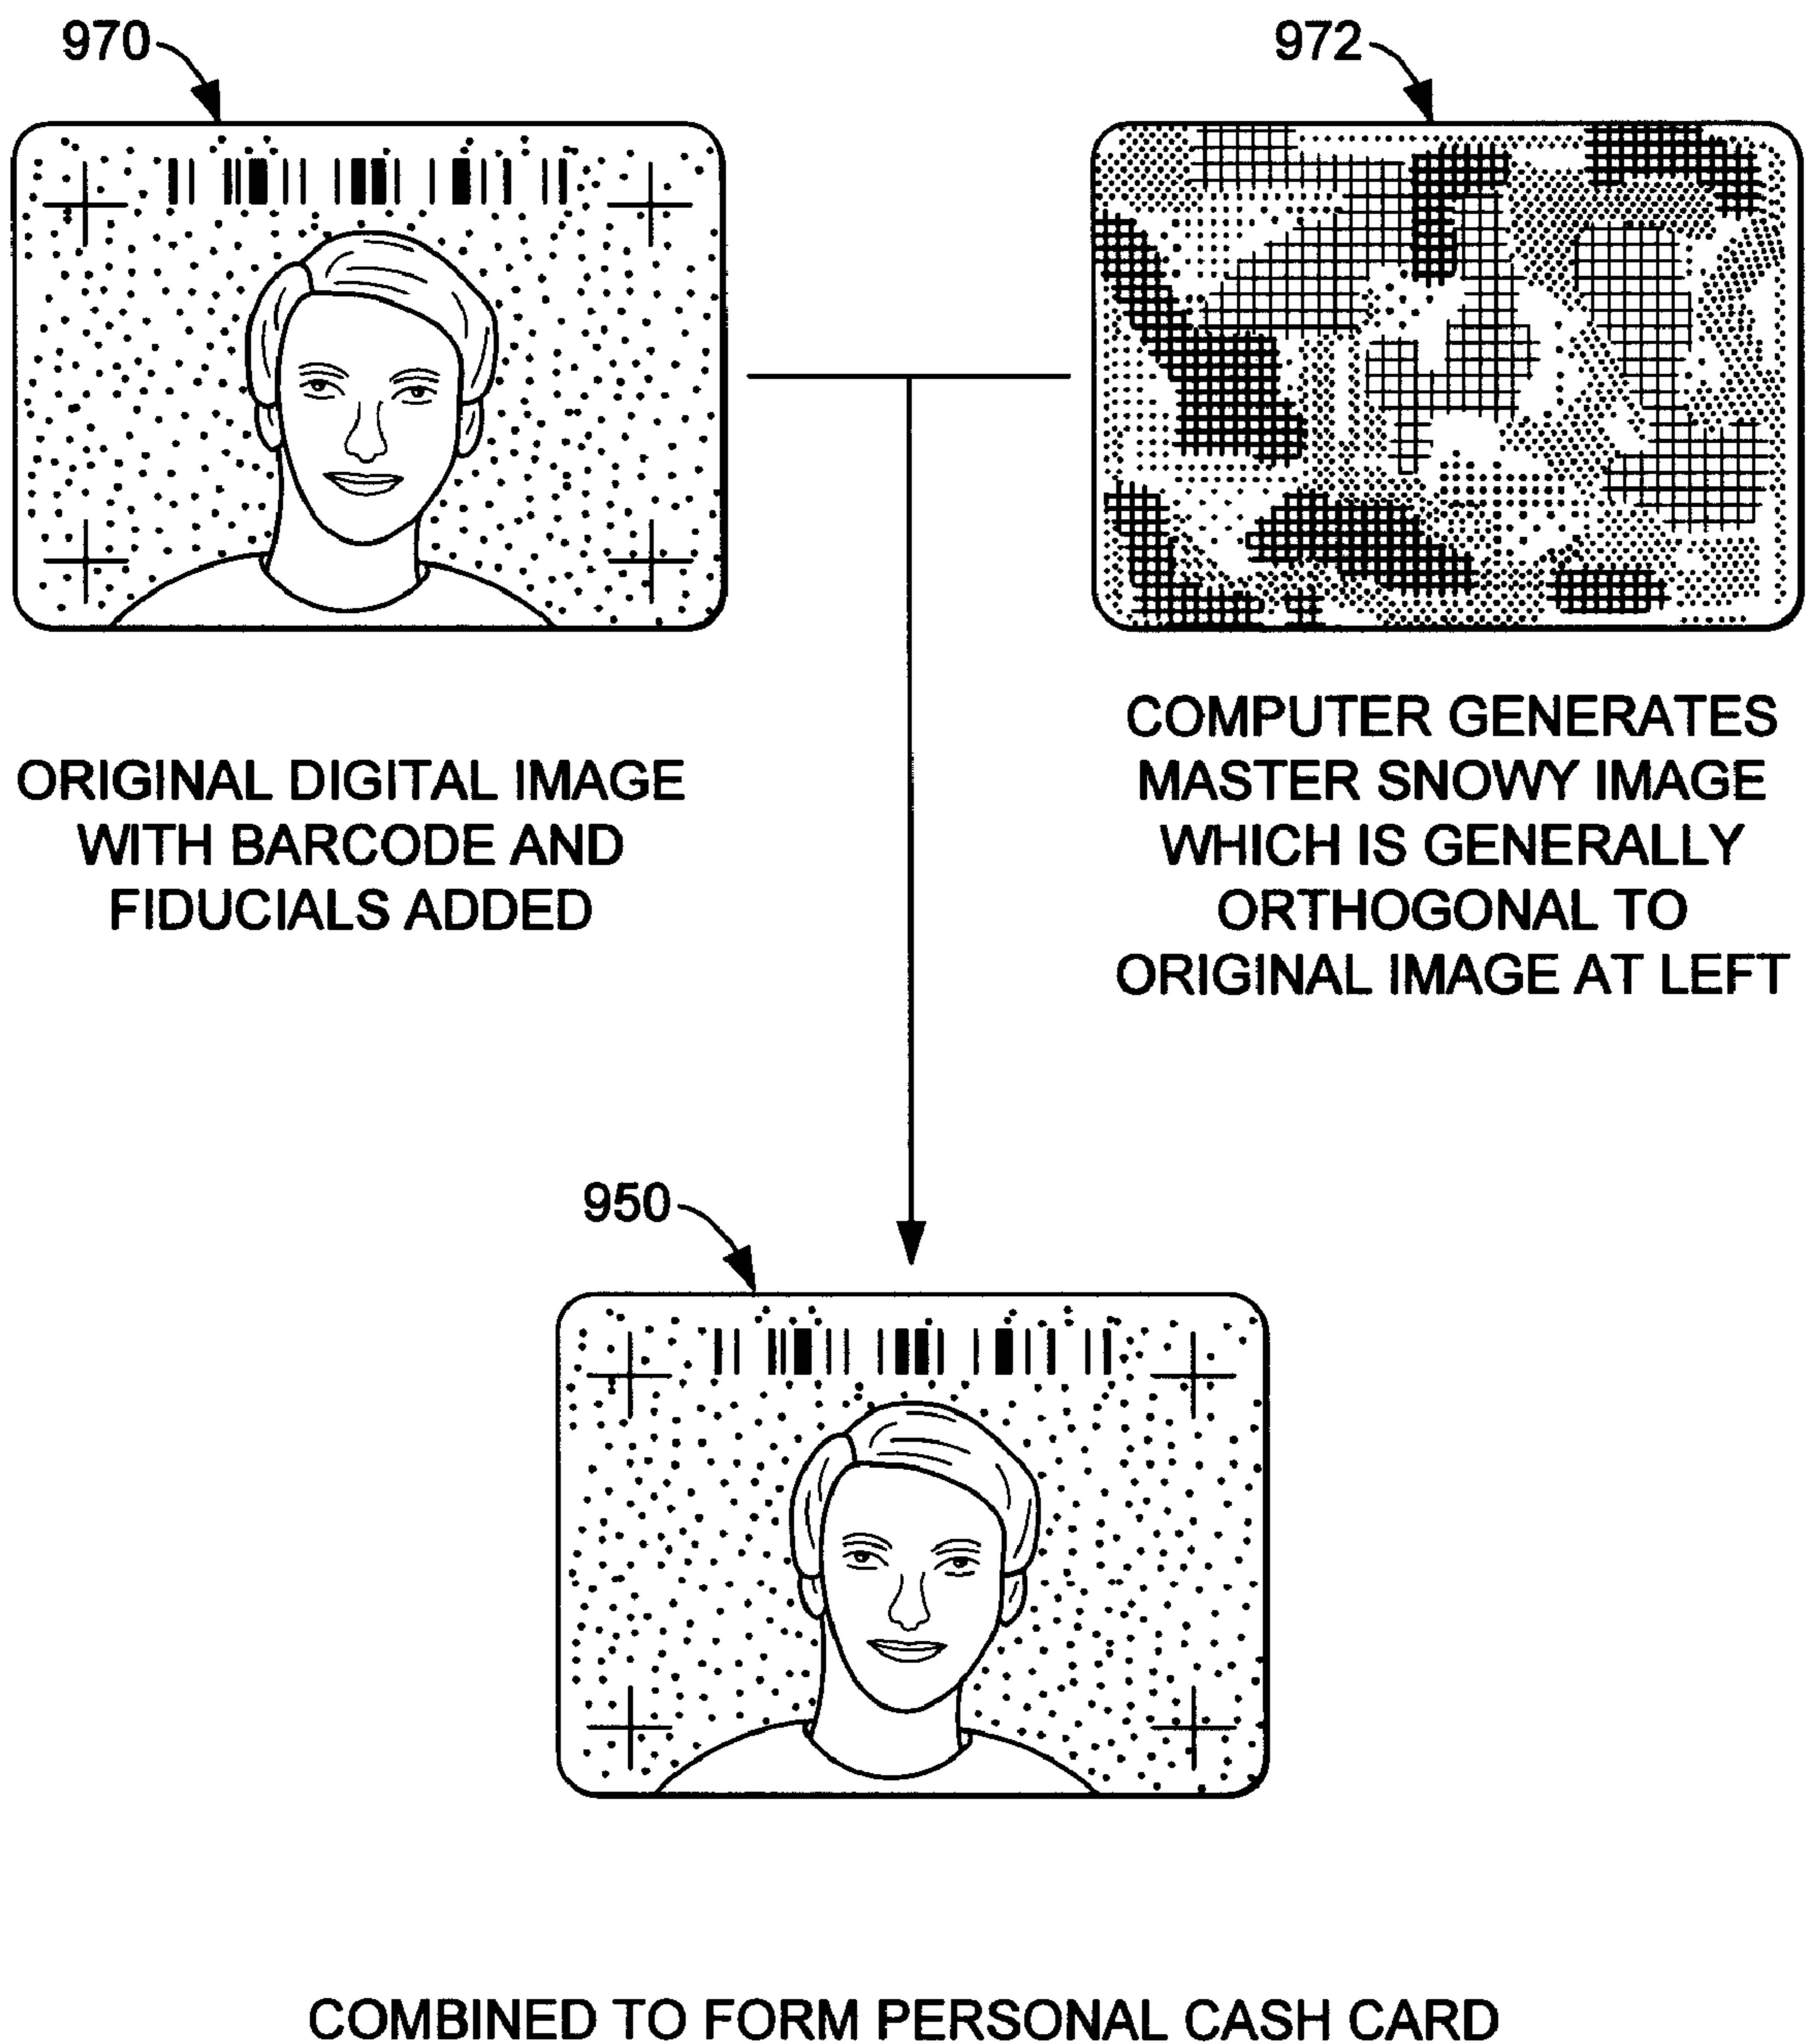 970
972
ORIGINAL DIGITAL IMAGE
WITH BARCODE AND
FIDUCIALS ADDED
COMPUTER GENERATES
MASTER SNOWY IMAGE
WHICH IS GENERALLY
ORTHOGONAL TO
ORIGINAL IMAGE AT LEFT
950
COMBINED TO FORM PERSONAL CASH CARD